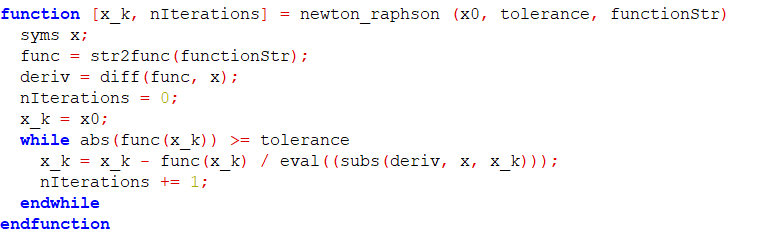 function [x_k, nIterations] = newton_raphson (x0, tolerance, functionStr)
  syms x;
  func = str2func(functionStr);
  deriv = diff(func, x);
  nIterations = 0;
  x_k = x0;
  while abs(func(x_k)) >= tolerance
    x_k = x_k - func(x_k) / eval((subs(deriv, x, x_k)));
    nIterations += 1;
  endwhile
endfunction